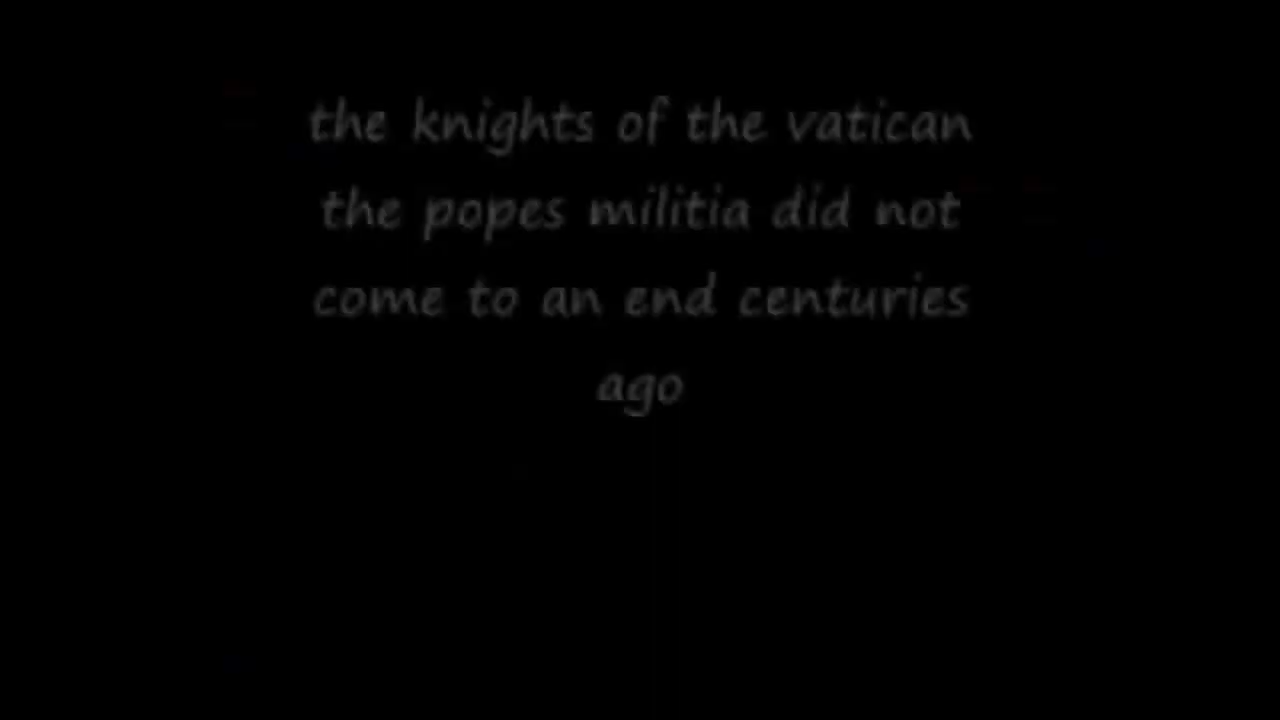 the knights of the vatican
the popes militia did not
come to an end centuries
ago